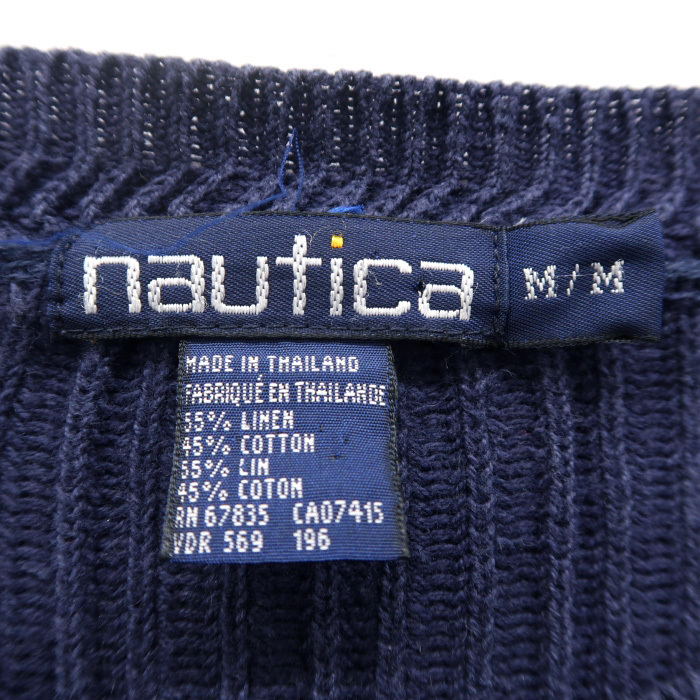 nautica M/M
MADE IN THAILAND
FABRIQUÉ EN THAILANDE
55% LINEN
45% COTTON
55% LIN
45% COTON
RN 67835 CA07415
VDR 569 196